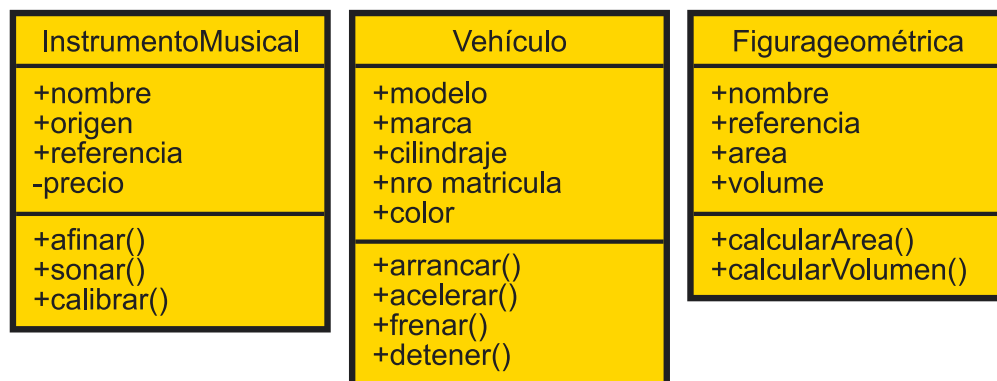 InstrumentoMusical
+nombre
+origen
+referencia
-precio
+afinar()
+sonar()
+calibrar()
Vehículo
+modelo
+marca
+cilindraje
+nro matricula
+color
+arrancar()
+acelerar()
+frenar()
+detener()
Figurageométrica
+nombre
+referencia
+area
+volume
+calcularArea()
+calcularVolumen()